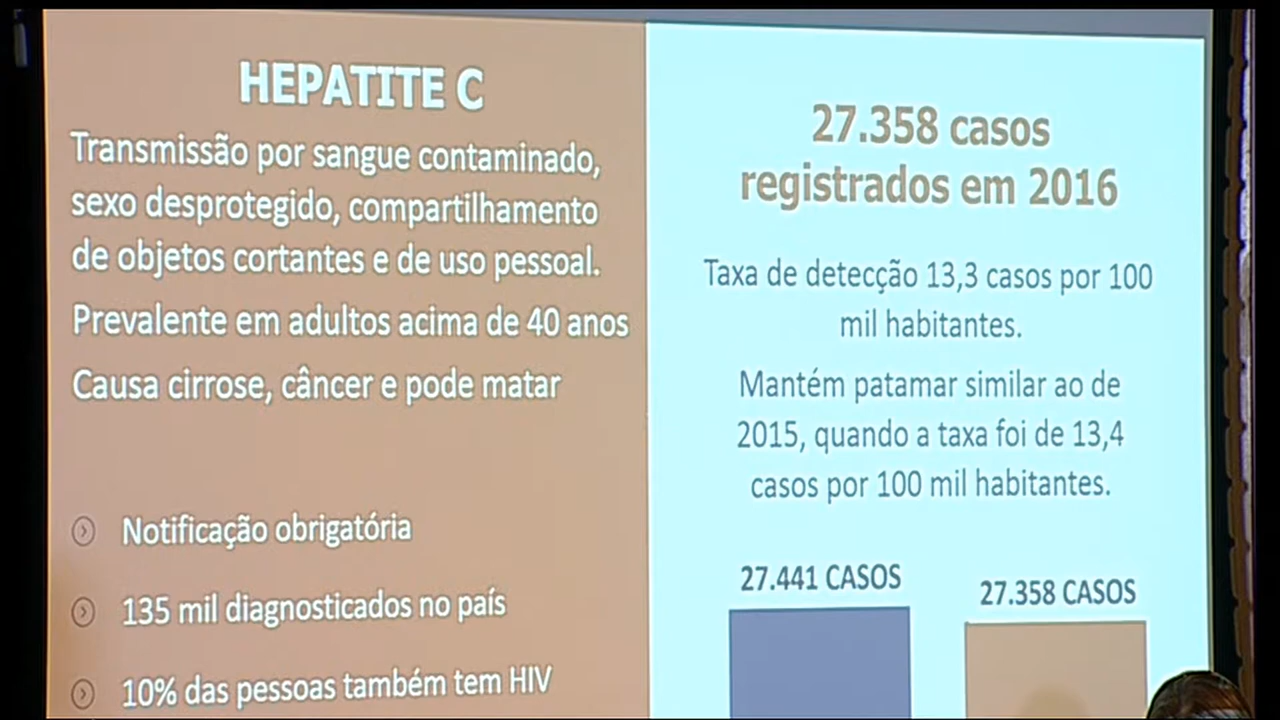 HEPATITE C
Transmissão por sangue contaminado,
sexo desprotegido, compartilhamento
de objetos cortantes e de uso pessoal.
Prevalente em adultos acima de 40 anos
Causa cirrose, câncer e pode matar
Notificação obrigatória
135 mil diagnosticados no país
10% das pessoas também tem HIV
27.358 casos
registrados em 2016
Taxa de detecção 13,3 casos por 100
mil habitantes.
Mantém patamar similar ao de
2015, quando a taxa foi de 13,4
casos por 100 mil habitantes.
27.441 CASOS
27.358 CASOS